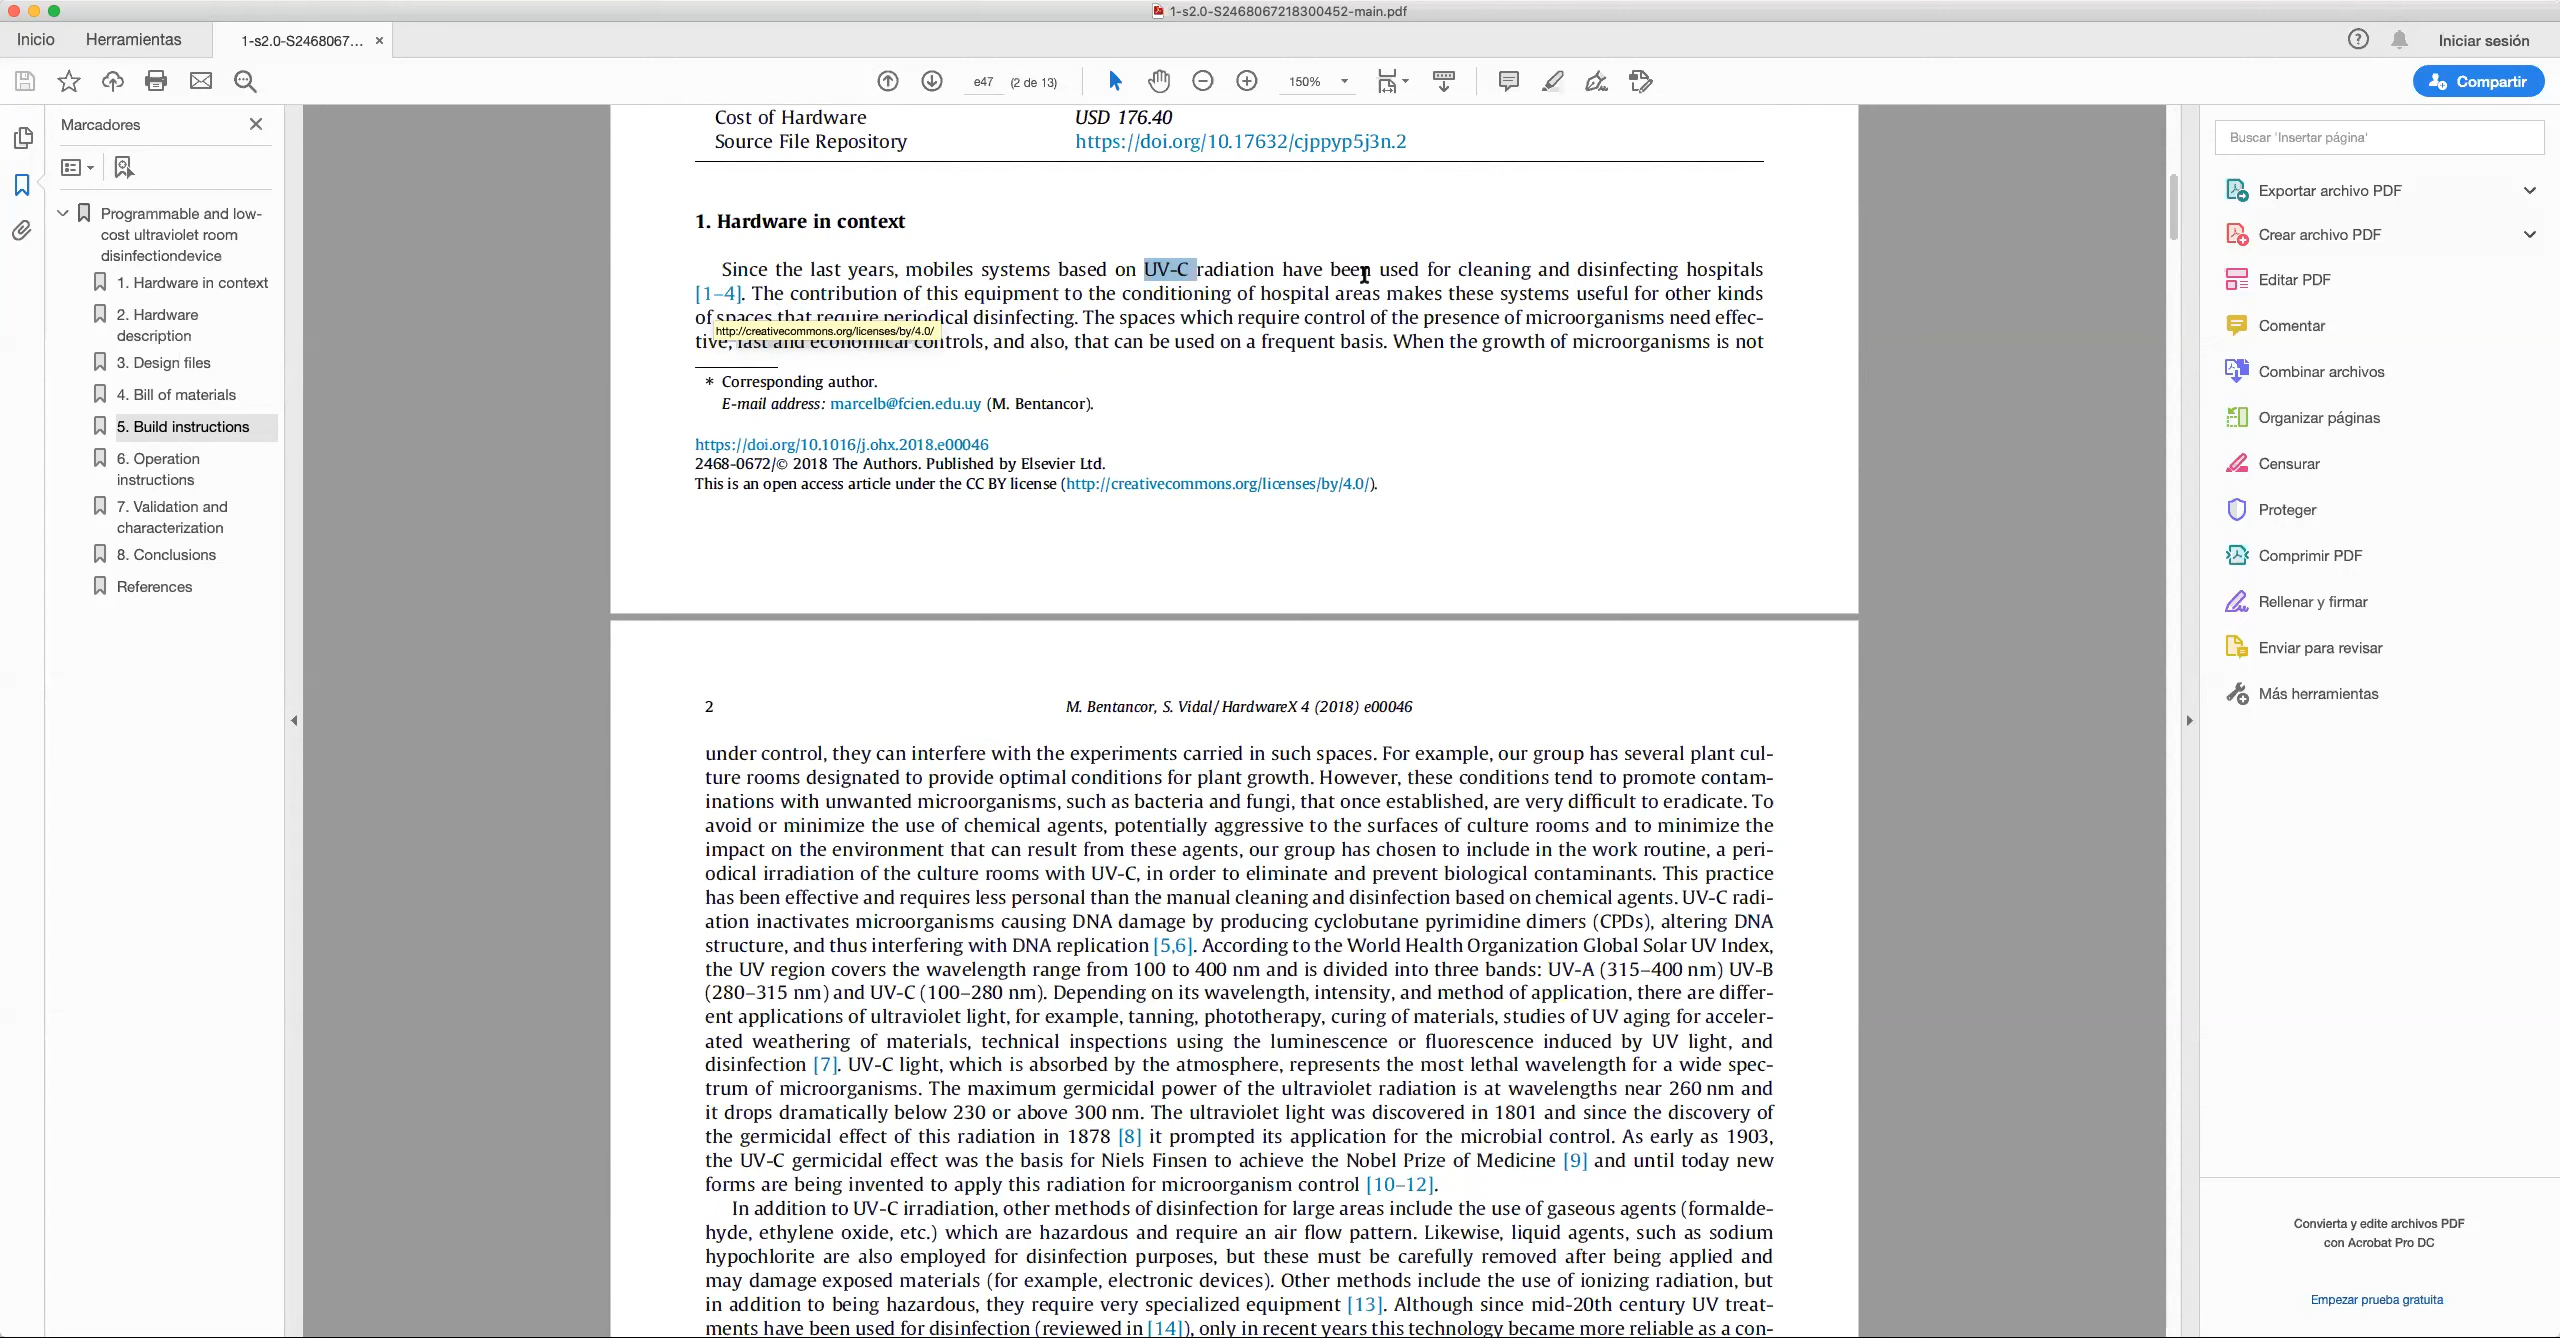 1-s2.0-S2468067218300452-main.pdf
Inicio
Herramientas
1-s2.0-S2468067... ×
Iniciar sesión
e47
(2 de 13)
150%
Compartir
Marcadores
Programmable and low-
cost ultraviolet room
disinfectiondevice
1. Hardware in context
2. Hardware
description
3. Design files
4. Bill of materials
5. Build instructions
6. Operation
instructions
7. Validation and
characterization
8. Conclusions
References
Cost of Hardware USD 176.40
Source File Repository https://doi.org/10.17632/cjppyp5j3n.2
1. Hardware in context
Since the last years, mobiles systems based on UV-C radiation have been used for cleaning and disinfecting hospitals
[1–4]. The contribution of this equipment to the conditioning of hospital areas makes these systems useful for other kinds
of spaces that require periodical disinfecting. The spaces which require control of the presence of microorganisms need effec-
http://creativecommons.org/licenses/by/4.0/
tive, fast and economical controls, and also, that can be used on a frequent basis. When the growth of microorganisms is not
* Corresponding author.
E-mail address: marcelb@fcien.edu.uy (M. Bentancor).
https://doi.org/10.1016/j.ohx.2018.e00046
2468-0672/© 2018 The Authors. Published by Elsevier Ltd.
This is an open access article under the CC BY license (http://creativecommons.org/licenses/by/4.0/).
2 M. Bentancor, S. Vidal / HardwareX 4 (2018) e00046
under control, they can interfere with the experiments carried in such spaces. For example, our group has several plant cul-
ture rooms designated to provide optimal conditions for plant growth. However, these conditions tend to promote contam-
inations with unwanted microorganisms, such as bacteria and fungi, that once established, are very difficult to eradicate. To
avoid or minimize the use of chemical agents, potentially aggressive to the surfaces of culture rooms and to minimize the
impact on the environment that can result from these agents, our group has chosen to include in the work routine, a peri-
odical irradiation of the culture rooms with UV-C, in order to eliminate and prevent biological contaminants. This practice
has been effective and requires less personal than the manual cleaning and disinfection based on chemical agents. UV-C radi-
ation inactivates microorganisms causing DNA damage by producing cyclobutane pyrimidine dimers (CPDs), altering DNA
structure, and thus interfering with DNA replication [5,6]. According to the World Health Organization Global Solar UV Index,
the UV region covers the wavelength range from 100 to 400 nm and is divided into three bands: UV-A (315–400 nm) UV-B
(280–315 nm) and UV-C (100–280 nm). Depending on its wavelength, intensity, and method of application, there are differ-
ent applications of ultraviolet light, for example, tanning, phototherapy, curing of materials, studies of UV aging for acceler-
ated weathering of materials, technical inspections using the luminescence or fluorescence induced by UV light, and
disinfection [7]. UV-C light, which is absorbed by the atmosphere, represents the most lethal wavelength for a wide spec-
trum of microorganisms. The maximum germicidal power of the ultraviolet radiation is at wavelengths near 260 nm and
it drops dramatically below 230 or above 300 nm. The ultraviolet light was discovered in 1801 and since the discovery of
the germicidal effect of this radiation in 1878 [8] it prompted its application for the microbial control. As early as 1903,
the UV-C germicidal effect was the basis for Niels Finsen to achieve the Nobel Prize of Medicine [9] and until today new
forms are being invented to apply this radiation for microorganism control [10–12].
In addition to UV-C irradiation, other methods of disinfection for large areas include the use of gaseous agents (formalde-
hyde, ethylene oxide, etc.) which are hazardous and require an air flow pattern. Likewise, liquid agents, such as sodium
hypochlorite are also employed for disinfection purposes, but these must be carefully removed after being applied and
may damage exposed materials (for example, electronic devices). Other methods include the use of ionizing radiation, but
in addition to being hazardous, they require very specialized equipment [13]. Although since mid-20th century UV treat-
ments have been used for disinfection (reviewed in [14]), only in recent years this technology became more reliable as a con-
Buscar 'Insertar página'
Exportar archivo PDF
Crear archivo PDF
Editar PDF
Comentar
Combinar archivos
Organizar páginas
Censurar
Proteger
Comprimir PDF
Rellenar y firmar
Enviar para revisar
Más herramientas
Convierta y edite archivos PDF
con Acrobat Pro DC
Empezar prueba gratuita